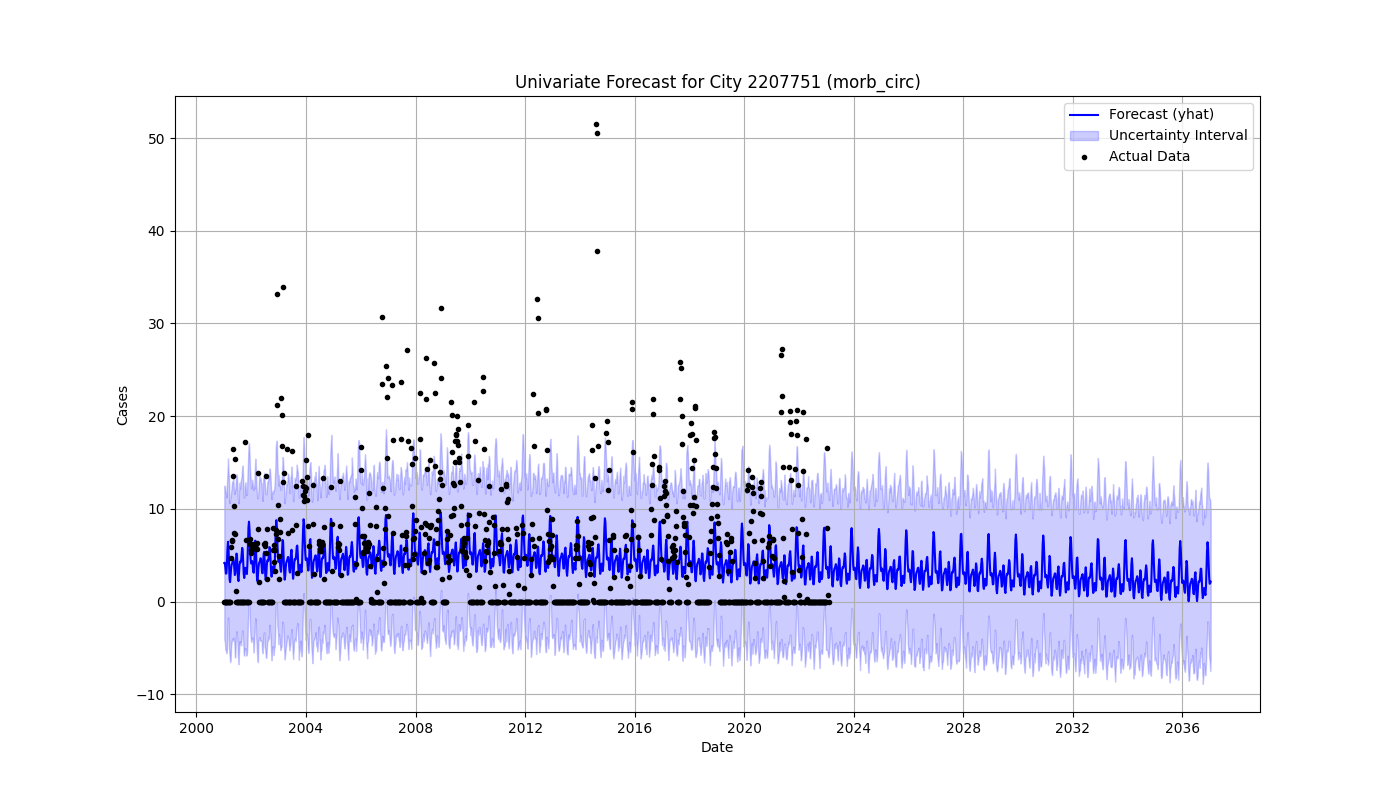 Univariate Forecast for City 2207751 (morb_circ)
Forecast (yhat)
Uncertainty Interval
Actual Data
50
40
30
20
10
0
−10
Cases
2000 2004 2008 2012 2016 2020 2024 2028 2032 2036
Date